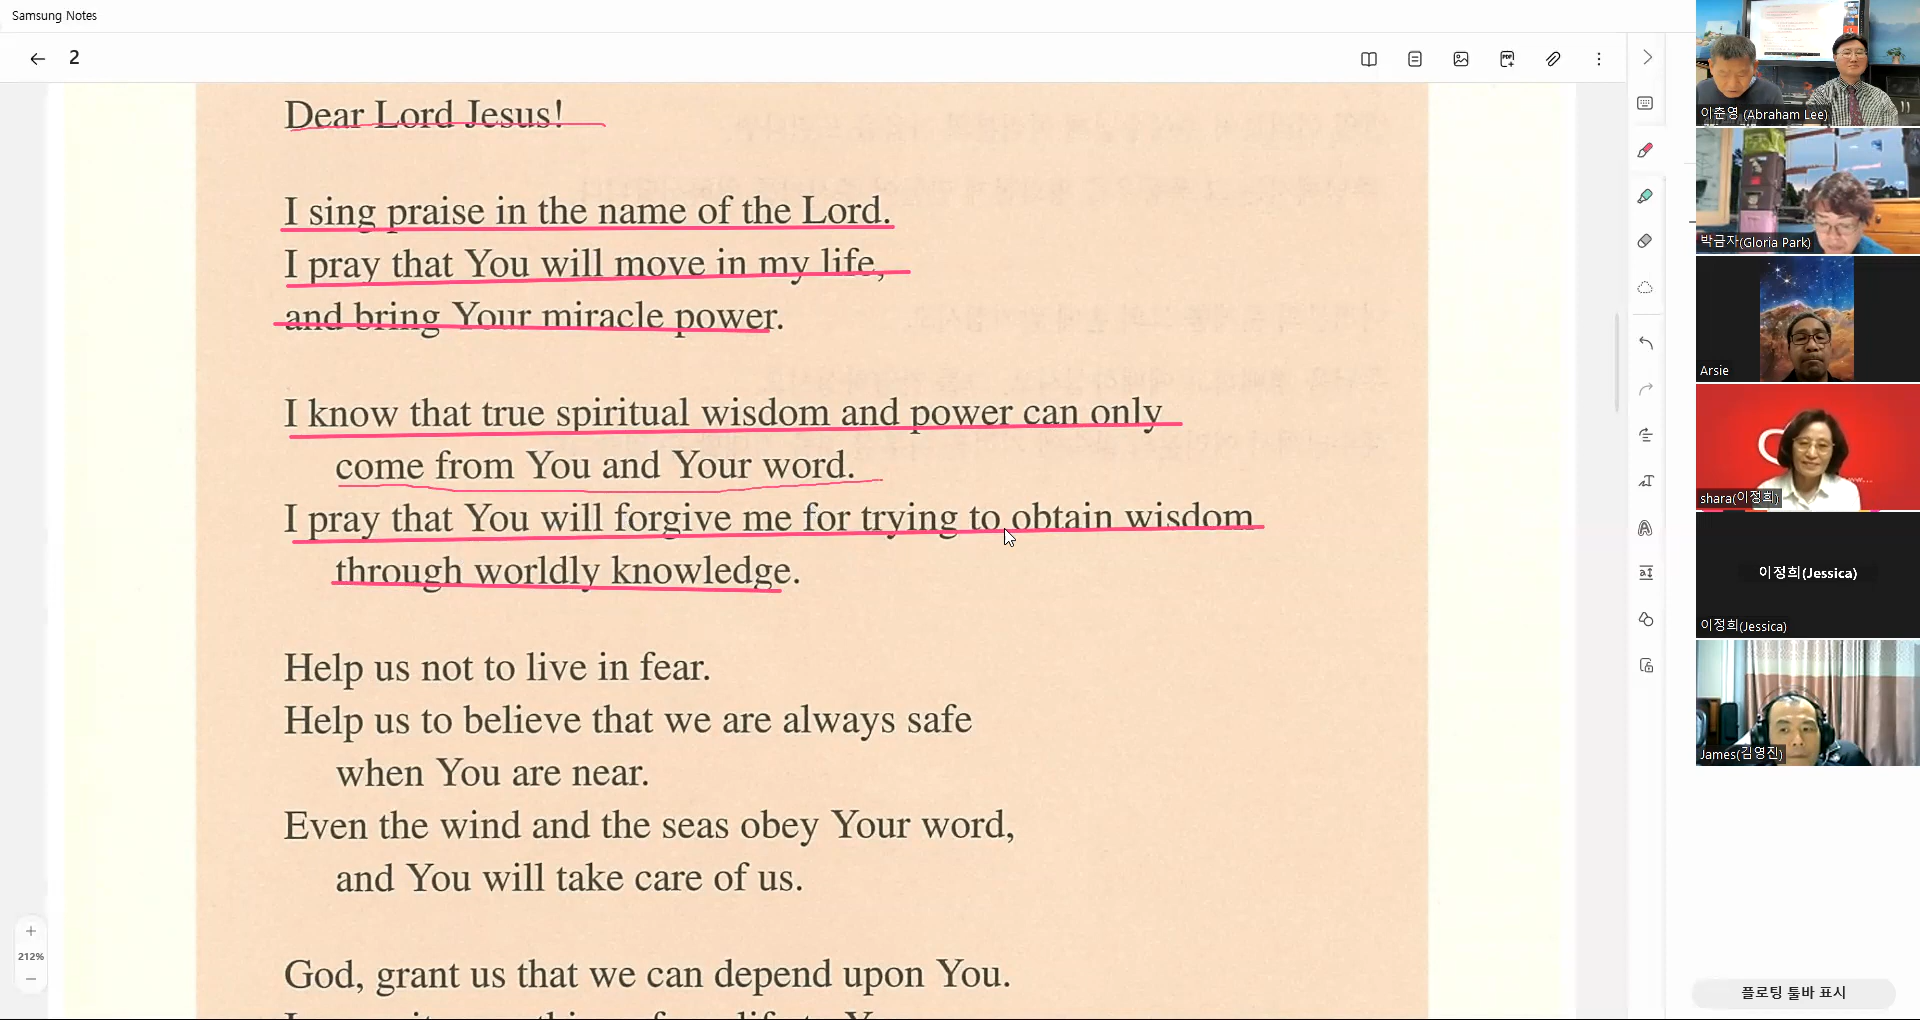 Samsung Notes
2
Dear Lord Jesus!
I sing praise in the name of the Lord.
I pray that You will move in my life,
and bring Your miracle power.
I know that true spiritual wisdom and power can only
come from You and Your word.
I pray that You will forgive me for trying to obtain wisdom
through worldly knowledge.
Help us not to live in fear.
Help us to believe that we are always safe
when You are near.
Even the wind and the seas obey Your word,
and You will take care of us.
God, grant us that we can depend upon You.
212%
이춘영 (Abraham Lee)
박금자(Gloria Park)
Arsie
shara(이정희)
이정희(Jessica)
이정희(Jessica)
James(김영진)
플로팅 툴바 표시